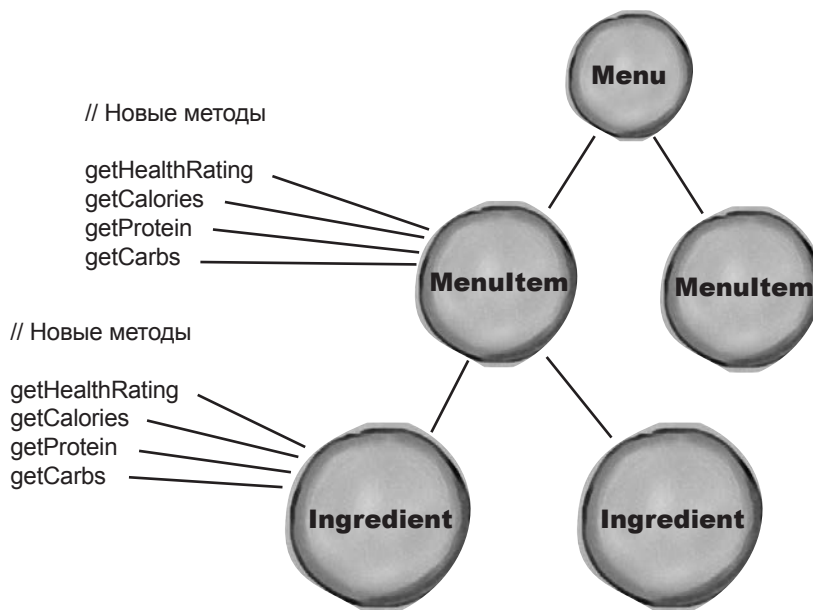 Menu
// Новые методы
getHealthRating
getCalories
getProtein
getCarbs
MenuItem
MenuItem
// Новые методы
getHealthRating
getCalories
getProtein
getCarbs
Ingredient
Ingredient